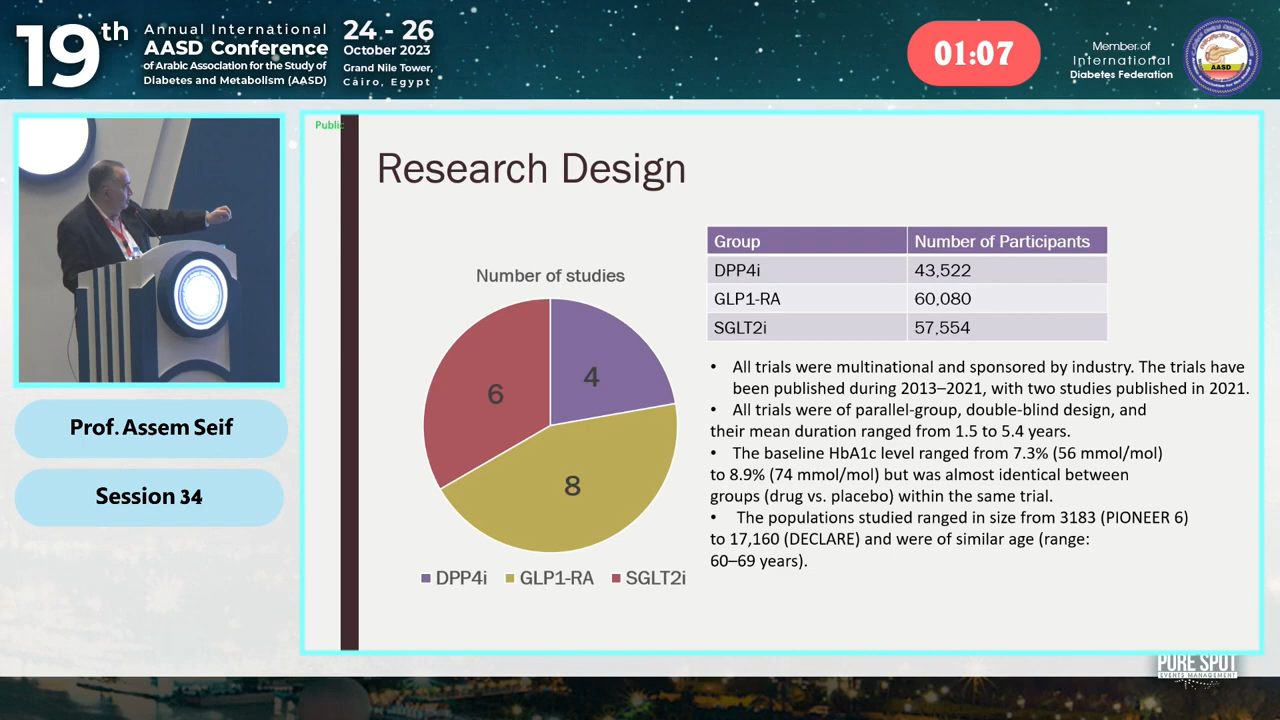 19th
Annual International
AASD Conference
of Arabic Association for the Study of
Diabetes and Metabolism (AASD)
24 - 26
October 2023
Grand Nile Tower,
Cairo, Egypt
01:07
Member of
International
Diabetes Federation
AASD
Public
Research Design
Number of studies
4
6
8
DPP4i GLP1-RA SGLT2i
Group Number of Participants
DPP4i 43,522
GLP1-RA 60,080
SGLT2i 57,554
• All trials were multinational and sponsored by industry. The trials have
been published during 2013–2021, with two studies published in 2021.
• All trials were of parallel-group, double-blind design, and
their mean duration ranged from 1.5 to 5.4 years.
• The baseline HbA1c level ranged from 7.3% (56 mmol/mol)
to 8.9% (74 mmol/mol) but was almost identical between
groups (drug vs. placebo) within the same trial.
• The populations studied ranged in size from 3183 (PIONEER 6)
to 17,160 (DECLARE) and were of similar age (range:
60–69 years).
Prof. Assem Seif
Session 34
PURE SPOT
EVENTS MANAGEMENT